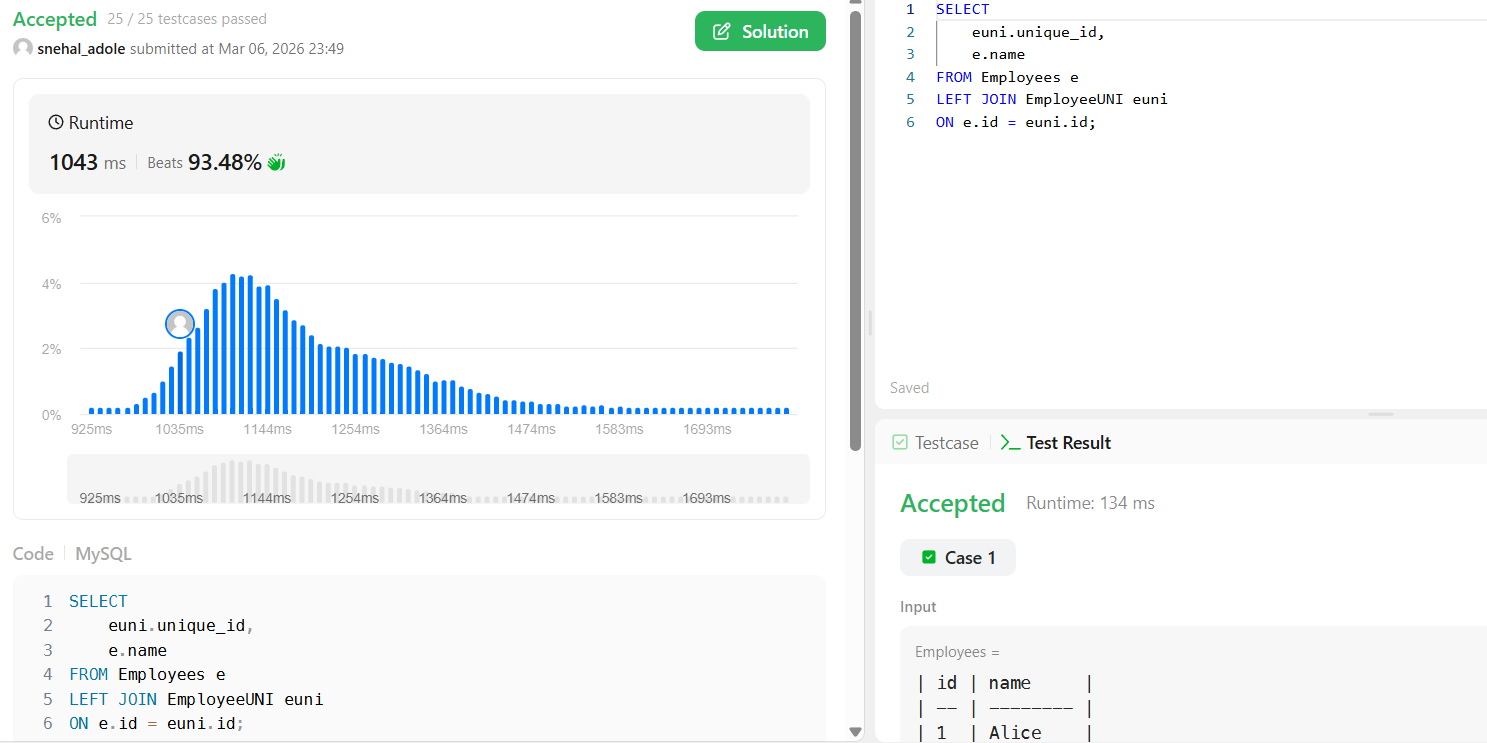 Accepted 25 / 25 testcases passed
snehal_adole submitted at Mar 06, 2026 23:49
Solution
Runtime
1043 ms Beats 93.48%
6%
4%
2%
0%
925ms 1035ms 1144ms 1254ms 1364ms 1474ms 1583ms 1693ms
925ms 1035ms 1144ms 1254ms 1364ms 1474ms 1583ms 1693ms
Code MySQL
1 SELECT
2 euni.unique_id,
3 e.name
4 FROM Employees e
5 LEFT JOIN EmployeeUNI euni
6 ON e.id = euni.id;
1 SELECT
2 euni.unique_id,
3 e.name
4 FROM Employees e
5 LEFT JOIN EmployeeUNI euni
6 ON e.id = euni.id;
Saved
Testcase >_ Test Result
Accepted Runtime: 134 ms
Case 1
Input
Employees =
| id | name |
| -- | -------- |
| 1 | Alice |